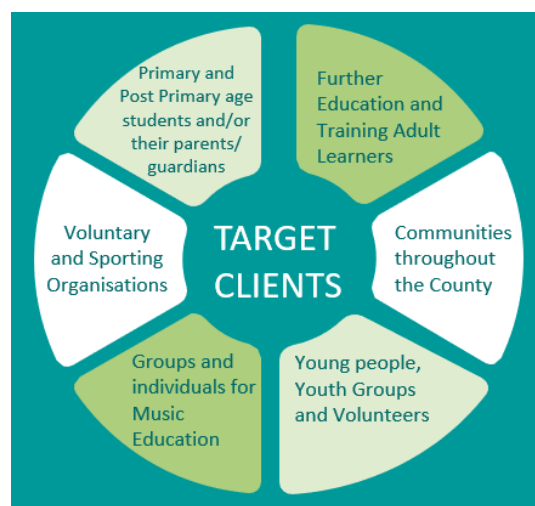 Primary and
Post Primary age
students and/or
their parents/
guardians
Further
Education and
Training Adult
Learners
Voluntary
and Sporting
Organisations
TARGET
CLIENTS
Communities
throughout
the County
Groups and
individuals for
Music
Education
Young people,
Youth Groups
and Volunteers